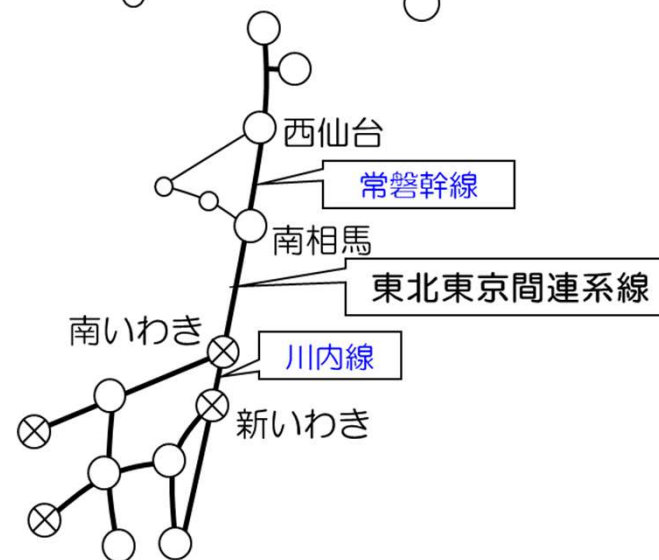 西仙台
常磐幹線
南相馬
東北東京間連系線
南いわき
川内線
新いわき